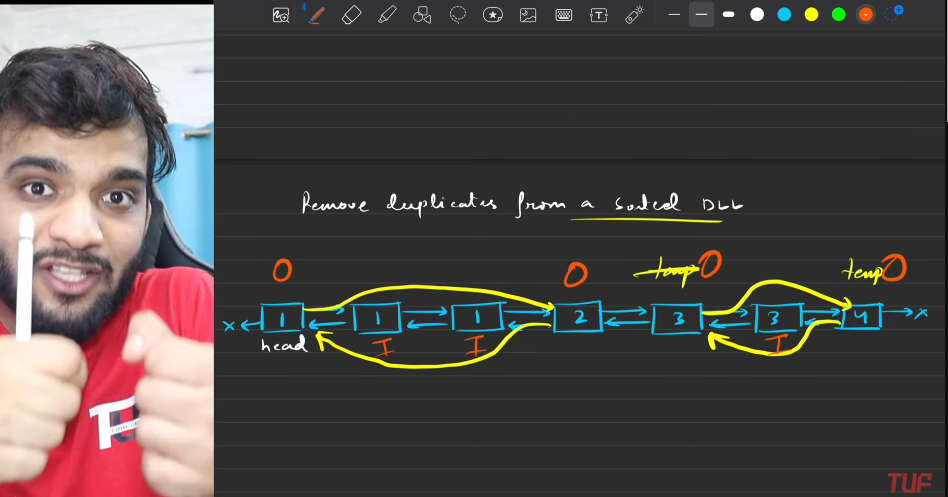 Remove duplicates from a sorted DLL
O O temp O temp O
X 1 1 1 2 3 3 4 X
head I I I
TUF